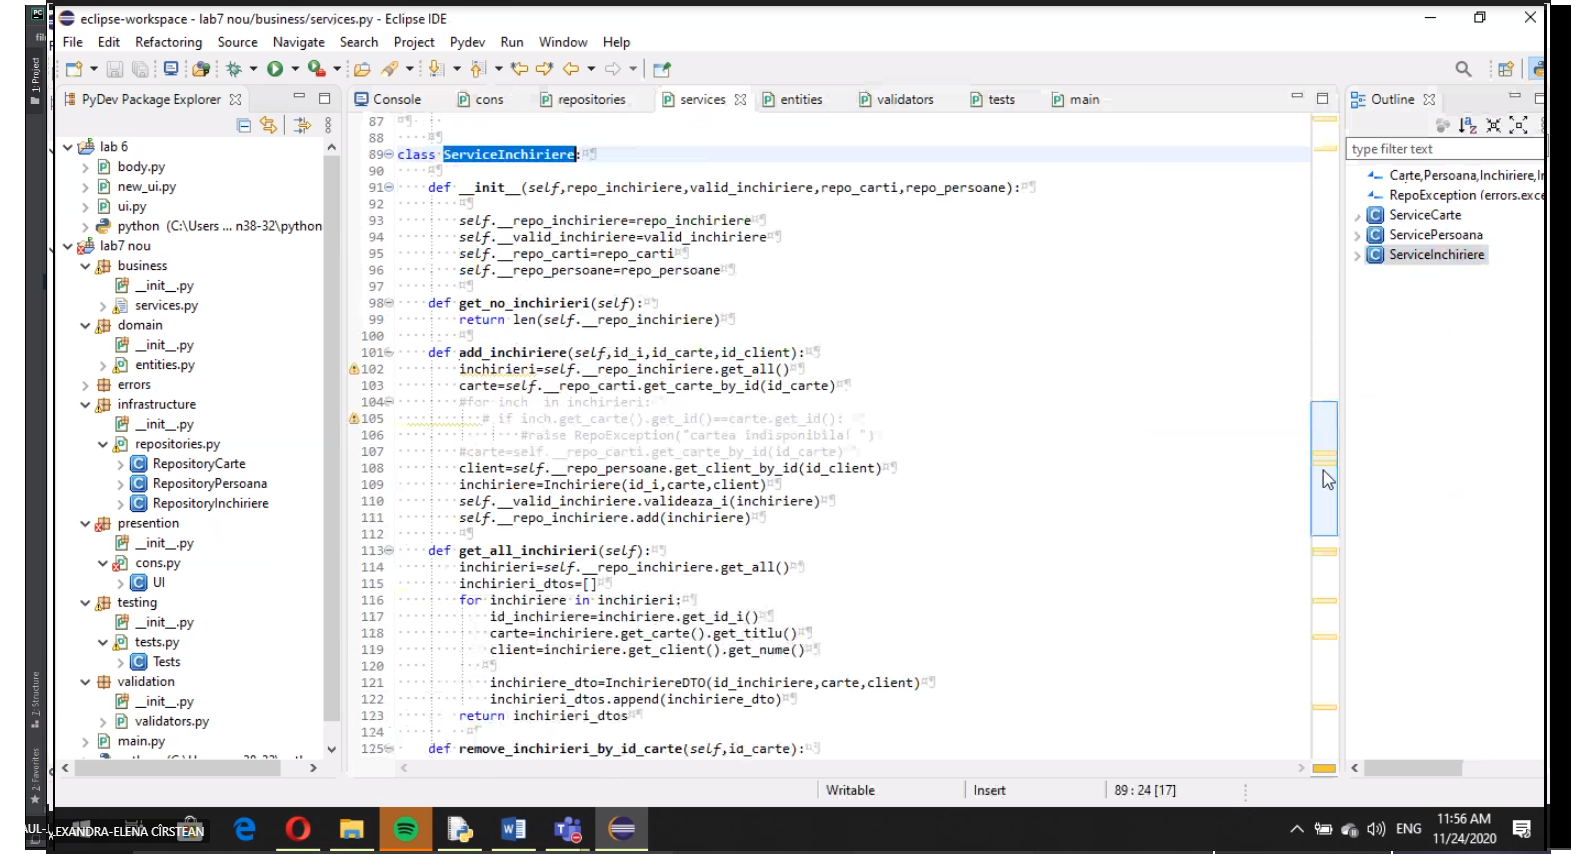 eclipse-workspace - lab7 nou/business/services.py - Eclipse IDE
File Edit Refactoring Source Navigate Search Project Pydev Run Window Help
PyDev Package Explorer
Console cons repositories services entities validators tests main
Outline
type filter text
lab 6
body.py
new_ui.py
ui.py
python (C:\Users ... n38-32\python
lab7 nou
business
__init__.py
services.py
domain
__init__.py
entities.py
errors
infrastructure
__init__.py
repositories.py
RepositoryCarte
RepositoryPersoana
RepositoryInchiriere
presention
__init__.py
cons.py
UI
testing
__init__.py
tests.py
Tests
validation
__init__.py
validators.py
main.py
87
88
89 class ServiceInchiriere:
90
91 def __init__(self,repo_inchiriere,valid_inchiriere,repo_carti,repo_persoane):
92
93 self.__repo_inchiriere=repo_inchiriere
94 self.__valid_inchiriere=valid_inchiriere
95 self.__repo_carti=repo_carti
96 self.__repo_persoane=repo_persoane
97
98 def get_no_inchirieri(self):
99 return len(self.__repo_inchiriere)
100
101 def add_inchiriere(self,id_i,id_carte,id_client):
102 inchirieri=self.__repo_inchiriere.get_all()
103 carte=self.__repo_carti.get_carte_by_id(id_carte)
104 #for inch in inchirieri:
105 # if inch.get_carte().get_id()==carte.get_id():
106 #raise RepoException("cartea indisponibila! ")
107 #carte=self.__repo_carti.get_carte_by_id(id_carte)
108 client=self.__repo_persoane.get_client_by_id(id_client)
109 inchiriere=Inchiriere(id_i,carte,client)
110 self.__valid_inchiriere.valideaza_i(inchiriere)
111 self.__repo_inchiriere.add(inchiriere)
112
113 def get_all_inchirieri(self):
114 inchirieri=self.__repo_inchiriere.get_all()
115 inchirieri_dtos=[]
116 for inchiriere in inchirieri:
117 id_inchiriere=inchiriere.get_id_i()
118 carte=inchiriere.get_carte().get_titlu()
119 client=inchiriere.get_client().get_nume()
120
121 inchiriere_dto=InchiriereDTO(id_inchiriere,carte,client)
122 inchirieri_dtos.append(inchiriere_dto)
123 return inchirieri_dtos
124
125 def remove_inchirieri_by_id_carte(self,id_carte):
Carte,Persoana,Inchiriere,I
RepoException (errors.exce
ServiceCarte
ServicePersoana
ServiceInchiriere
Writable Insert 89 : 24 [17]
1: Project
7: Structure
2: Favorites
EXANDRA-ELENA CÎRSTEAN
ENG
11:56 AM
11/24/2020